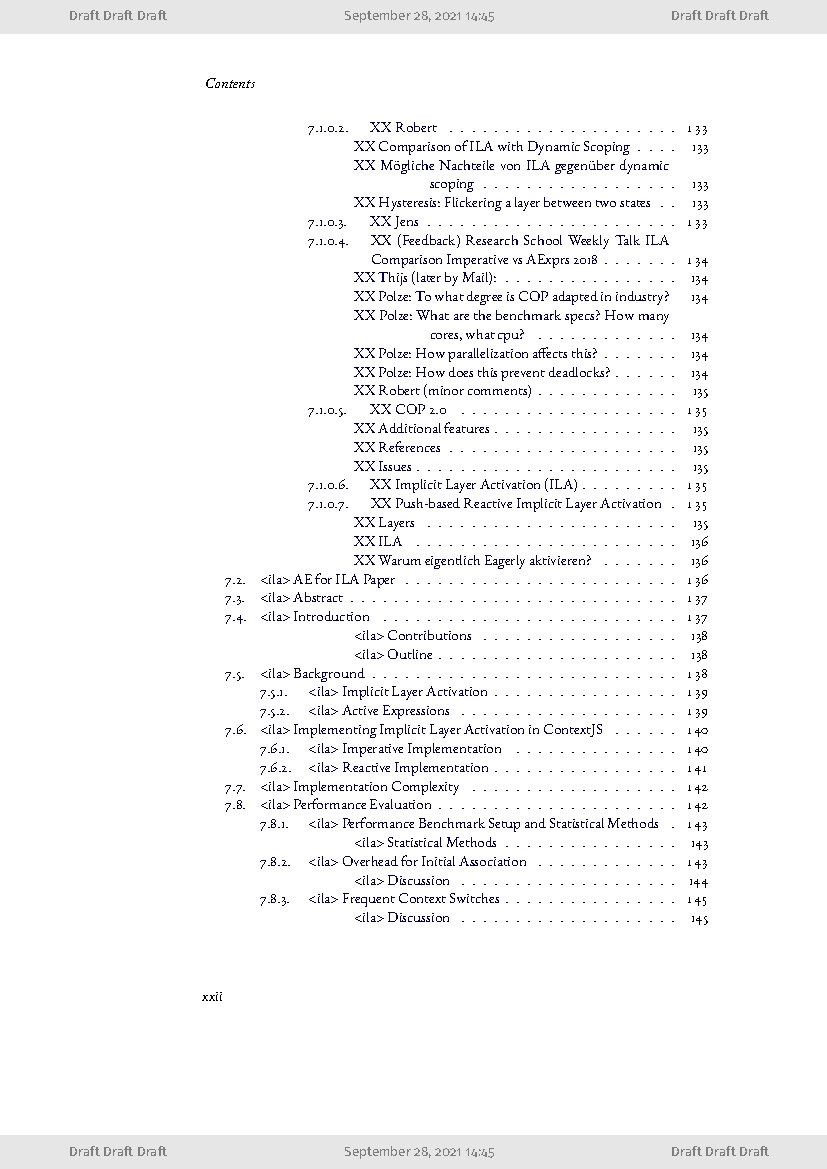 Draft Draft Draft September 28, 2021 14:45 Draft Draft Draft
Contents
7.1.0.2. XX Robert . . . . . . . . . . . . . . . . . . . . . 133
XX Comparison of ILA with Dynamic Scoping . . . . 133
XX Mögliche Nachteile von ILA gegenüber dynamic
scoping . . . . . . . . . . . . . . . . . . 133
XX Hysteresis: Flickering a layer between two states . . 133
7.1.0.3. XX Jens . . . . . . . . . . . . . . . . . . . . . . . 133
7.1.0.4. XX (Feedback) Research School Weekly Talk ILA
Comparison Imperative vs AExprs 2018 . . . . . . . 134
XX Thijs (later by Mail): . . . . . . . . . . . . . . . . 134
XX Polze: To what degree is COP adapted in industry? 134
XX Polze: What are the benchmark specs? How many
cores, what cpu? . . . . . . . . . . . . . 134
XX Polze: How parallelization affects this? . . . . . . . 134
XX Polze: How does this prevent deadlocks? . . . . . . 134
XX Robert (minor comments) . . . . . . . . . . . . . 135
7.1.0.5. XX COP 2.0 . . . . . . . . . . . . . . . . . . . . 135
XX Additional features . . . . . . . . . . . . . . . . . 135
XX References . . . . . . . . . . . . . . . . . . . . . 135
XX Issues . . . . . . . . . . . . . . . . . . . . . . . . 135
7.1.0.6. XX Implicit Layer Activation (ILA) . . . . . . . . . 135
7.1.0.7. XX Push-based Reactive Implicit Layer Activation . 135
XX Layers . . . . . . . . . . . . . . . . . . . . . . . 135
XX ILA . . . . . . . . . . . . . . . . . . . . . . . . 136
XX Warum eigentlich Eagerly aktivieren? . . . . . . . 136
7.2. <ila> AE for ILA Paper . . . . . . . . . . . . . . . . . . . . . . . . . 136
7.3. <ila> Abstract . . . . . . . . . . . . . . . . . . . . . . . . . . . . . . 137
7.4. <ila> Introduction . . . . . . . . . . . . . . . . . . . . . . . . . . . 137
<ila> Contributions . . . . . . . . . . . . . . . . . . 138
<ila> Outline . . . . . . . . . . . . . . . . . . . . . . 138
7.5. <ila> Background . . . . . . . . . . . . . . . . . . . . . . . . . . . . 138
7.5.1. <ila> Implicit Layer Activation . . . . . . . . . . . . . . . . . 139
7.5.2. <ila> Active Expressions . . . . . . . . . . . . . . . . . . . . 139
7.6. <ila> Implementing Implicit Layer Activation in ContextJS . . . . . . 140
7.6.1. <ila> Imperative Implementation . . . . . . . . . . . . . . . 140
7.6.2. <ila> Reactive Implementation . . . . . . . . . . . . . . . . . 141
7.7. <ila> Implementation Complexity . . . . . . . . . . . . . . . . . . . 142
7.8. <ila> Performance Evaluation . . . . . . . . . . . . . . . . . . . . . . 142
7.8.1. <ila> Performance Benchmark Setup and Statistical Methods . 143
<ila> Statistical Methods . . . . . . . . . . . . . . . . 143
7.8.2. <ila> Overhead for Initial Association . . . . . . . . . . . . . 143
<ila> Discussion . . . . . . . . . . . . . . . . . . . . 144
7.8.3. <ila> Frequent Context Switches . . . . . . . . . . . . . . . . 145
<ila> Discussion . . . . . . . . . . . . . . . . . . . . 145
xxii
Draft Draft Draft September 28, 2021 14:45 Draft Draft Draft